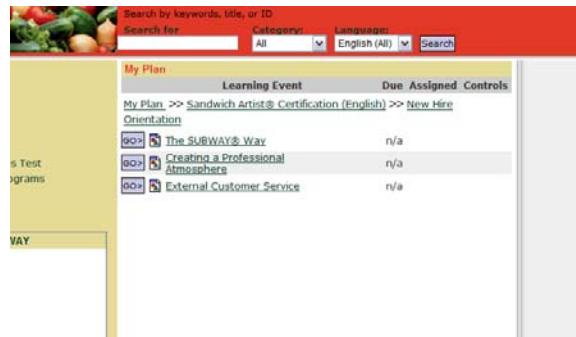 Search by keywords, title, or ID
Search for Category: Language:
All English (All) Search
My Plan
Learning Event Due Assigned Controls
My Plan >> Sandwich Artist® Certification (English) >> New Hire
Orientation
GO> The SUBWAY® Way n/a
s Test
GO> Creating a Professional
Atmosphere n/a
ograms
GO> External Customer Service n/a
WAY